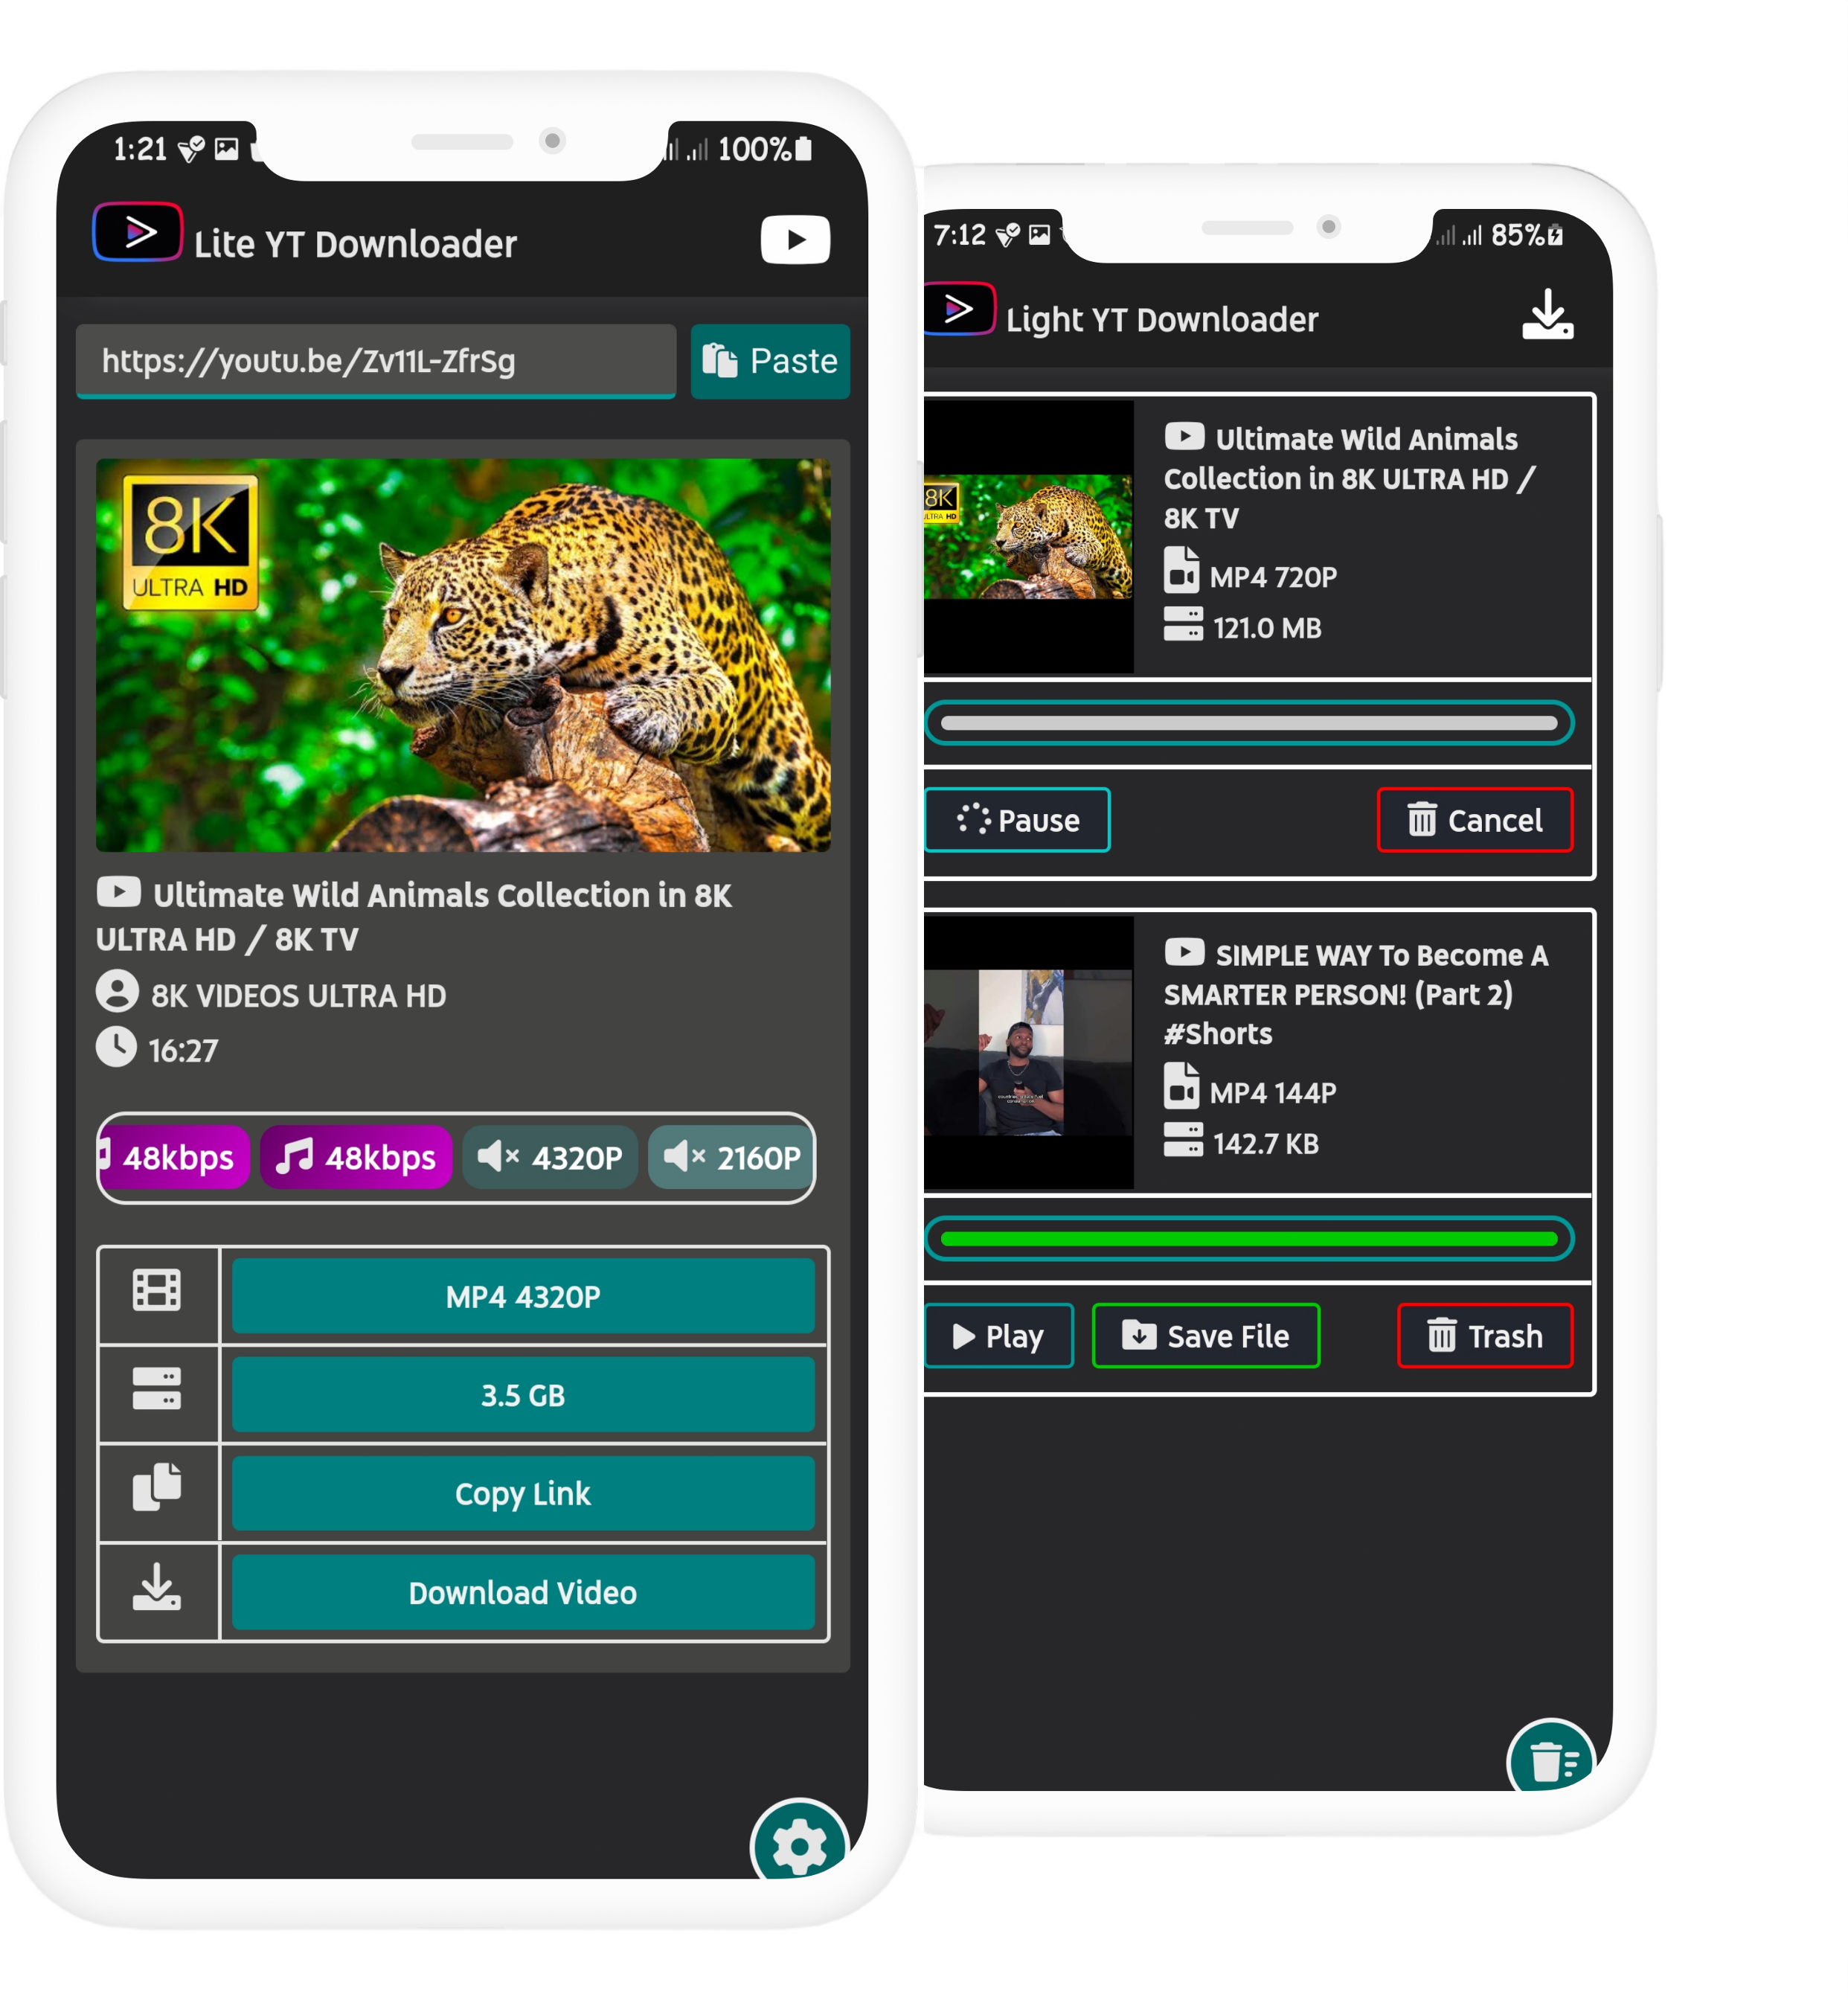 1:21
100%
Lite YT Downloader
https://youtu.be/Zv11L-ZfrSg
Paste
8K
ULTRA HD
Ultimate Wild Animals Collection in 8K
ULTRA HD / 8K TV
8K VIDEOS ULTRA HD
16:27
48kbps
48kbps
4320P
2160P
MP4 4320P
3.5 GB
Copy Link
Download Video
7:12
85%
Light YT Downloader
8K
ULTRA HD
Ultimate Wild Animals
Collection in 8K ULTRA HD /
8K TV
MP4 720P
121.0 MB
Pause
Cancel
SIMPLE WAY To Become A
SMARTER PERSON! (Part 2)
#Shorts
MP4 144P
142.7 KB
Play
Save File
Trash